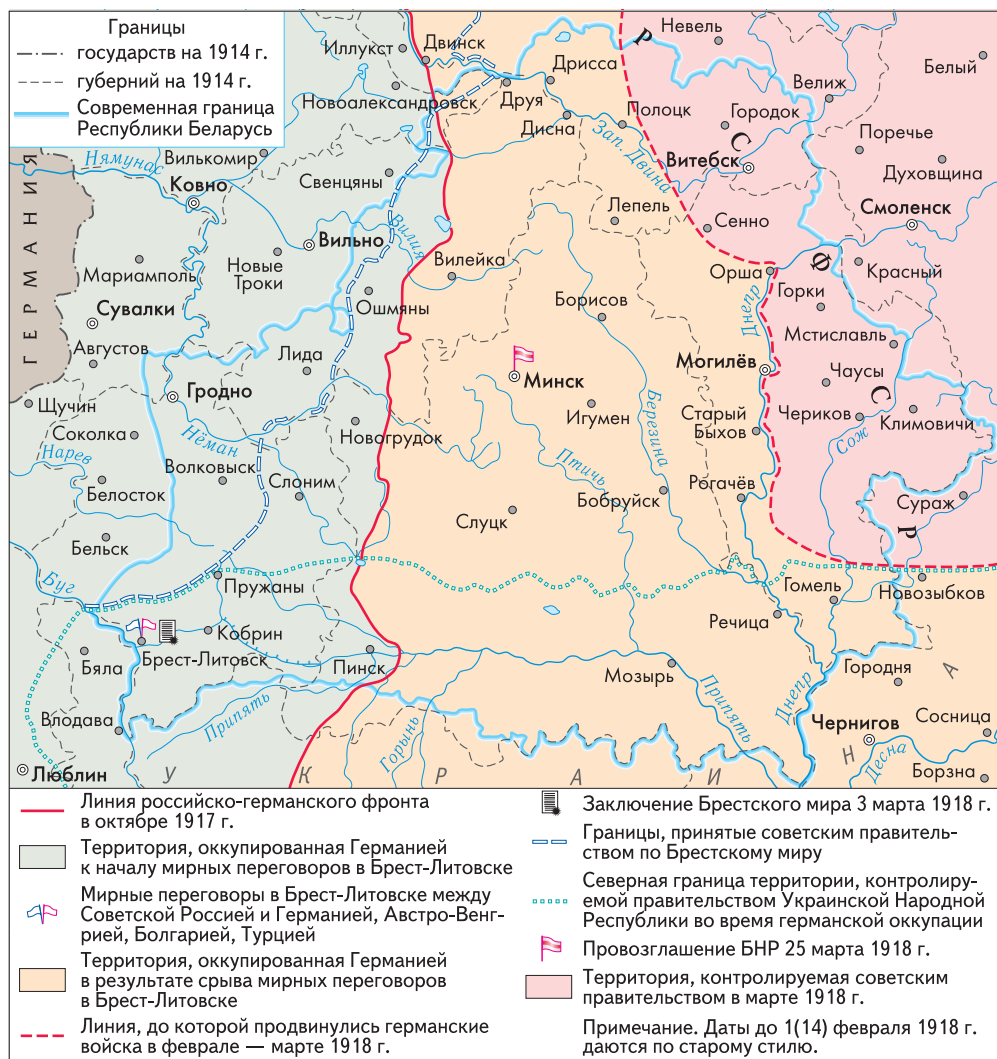 Границы
государств на 1914 г.
губерний на 1914 г.
Современная граница
Республики Беларусь
Иллукст
Двинск
Невель
Белый
Новоалександровск
Друя
Дрисса
Велиж
Дисна
Полоцк
Городок
Поречье
Зап. Двина
Нямунас
Вилькомир
Витебск
Духовщина
Ковно
Свенцяны
Лепель
Сенно
Смоленск
ГЕРМАНИЯ
Вильно
Вилия
Вилейка
Орша
Красный
Мариамполь
Новые
Троки
Ошмяны
Борисов
Днепр
Горки
Сувалки
Мстиславль
Августов
Лида
Минск
Могилёв
Чаусы
Гродно
Щучин
Игумен
Березина
Старый
Быхов
Чериков
Климовичи
Соколка
Нёман
Новогрудок
Сож
Нарев
Волковыск
Птичь
Белосток
Слоним
Бобруйск
Рогачёв
Сураж
Слуцк
Бельск
Р С Ф С Р
Буг
Пружаны
Гомель
Новозыбков
Речица
Кобрин
Брест-Литовск
Бяла
Пинск
Мозырь
Городня
Влодава
Припять
Горынь
Припять
Днепр
Чернигов
Сосница
Десна
Люблин
Борзна
У К Р А И Н А
Линия российско-германского фронта
в октябре 1917 г.
Территория, оккупированная Германией
к началу мирных переговоров в Брест-Литовске
Мирные переговоры в Брест-Литовске между
Советской Россией и Германией, Австро-Венг-
рией, Болгарией, Турцией
Территория, оккупированная Германией
в результате срыва мирных переговоров
в Брест-Литовске
Линия, до которой продвинулись германские
войска в феврале — марте 1918 г.
Заключение Брестского мира 3 марта 1918 г.
Границы, принятые советским правитель-
ством по Брестскому миру
Северная граница территории, контролиру-
емой правительством Украинской Народной
Республики во время германской оккупации
Провозглашение БНР 25 марта 1918 г.
Территория, контролируемая советским
правительством в марте 1918 г.
Примечание. Даты до 1(14) февраля 1918 г.
даются по старому стилю.